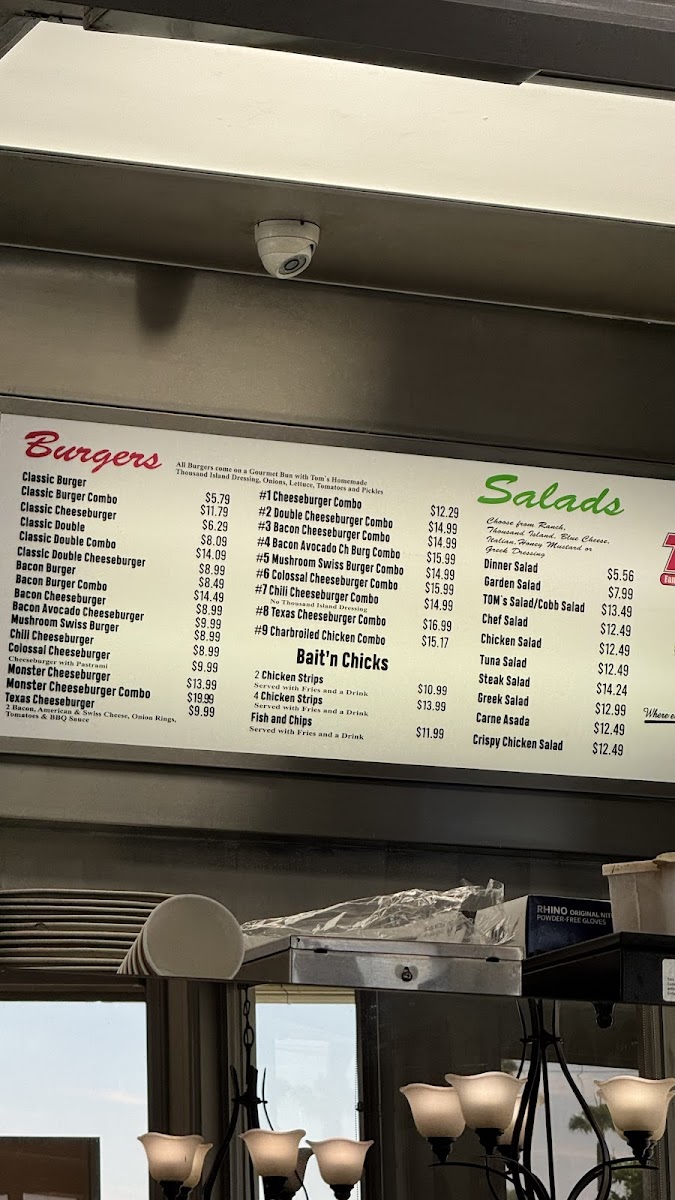 Burgers
All Burgers come on a Gourmet Bun with Tom's Homemade
Thousand Island Dressing, Onions, Lettuce, Tomatoes and Pickles
Classic Burger $5.79
Classic Burger Combo $11.79
Classic Cheeseburger $6.29
Classic Double $8.09
Classic Double Combo $14.09
Classic Double Cheeseburger $8.99
Bacon Burger $8.49
Bacon Burger Combo $14.49
Bacon Cheeseburger $8.99
Bacon Avocado Cheeseburger $9.99
Mushroom Swiss Burger $8.99
Chili Cheeseburger $8.99
Colossal Cheeseburger $9.99
Cheeseburger with Pastrami
Monster Cheeseburger $13.99
Monster Cheeseburger Combo $19.99
Texas Cheeseburger $9.99
2 Bacon, American & Swiss Cheese, Onion Rings,
Tomatoes & BBQ Sauce
#1 Cheeseburger Combo $12.29
#2 Double Cheeseburger Combo $14.99
#3 Bacon Cheeseburger Combo $14.99
#4 Bacon Avocado Ch Burg Combo $15.99
#5 Mushroom Swiss Burger Combo $14.99
#6 Colossal Cheeseburger Combo $15.99
#7 Chili Cheeseburger Combo $14.99
No Thousand Island Dressing
#8 Texas Cheeseburger Combo $16.99
#9 Charbroiled Chicken Combo $15.17
Bait'n Chicks
2 Chicken Strips $10.99
Served with Fries and a Drink
4 Chicken Strips $13.99
Served with Fries and a Drink
Fish and Chips $11.99
Served with Fries and a Drink
Salads
Choose from Ranch,
Thousand Island, Blue Cheese,
Italian, Honey Mustard or
Greek Dressing
Dinner Salad $5.56
Garden Salad $7.99
TOM's Salad/Cobb Salad $13.49
Chef Salad $12.49
Chicken Salad $12.49
Tuna Salad $12.49
Steak Salad $14.24
Greek Salad $12.99
Carne Asada $12.49
Crispy Chicken Salad $12.49
Where
RHINO ORIGINAL
POWDER-FREE GLOVES